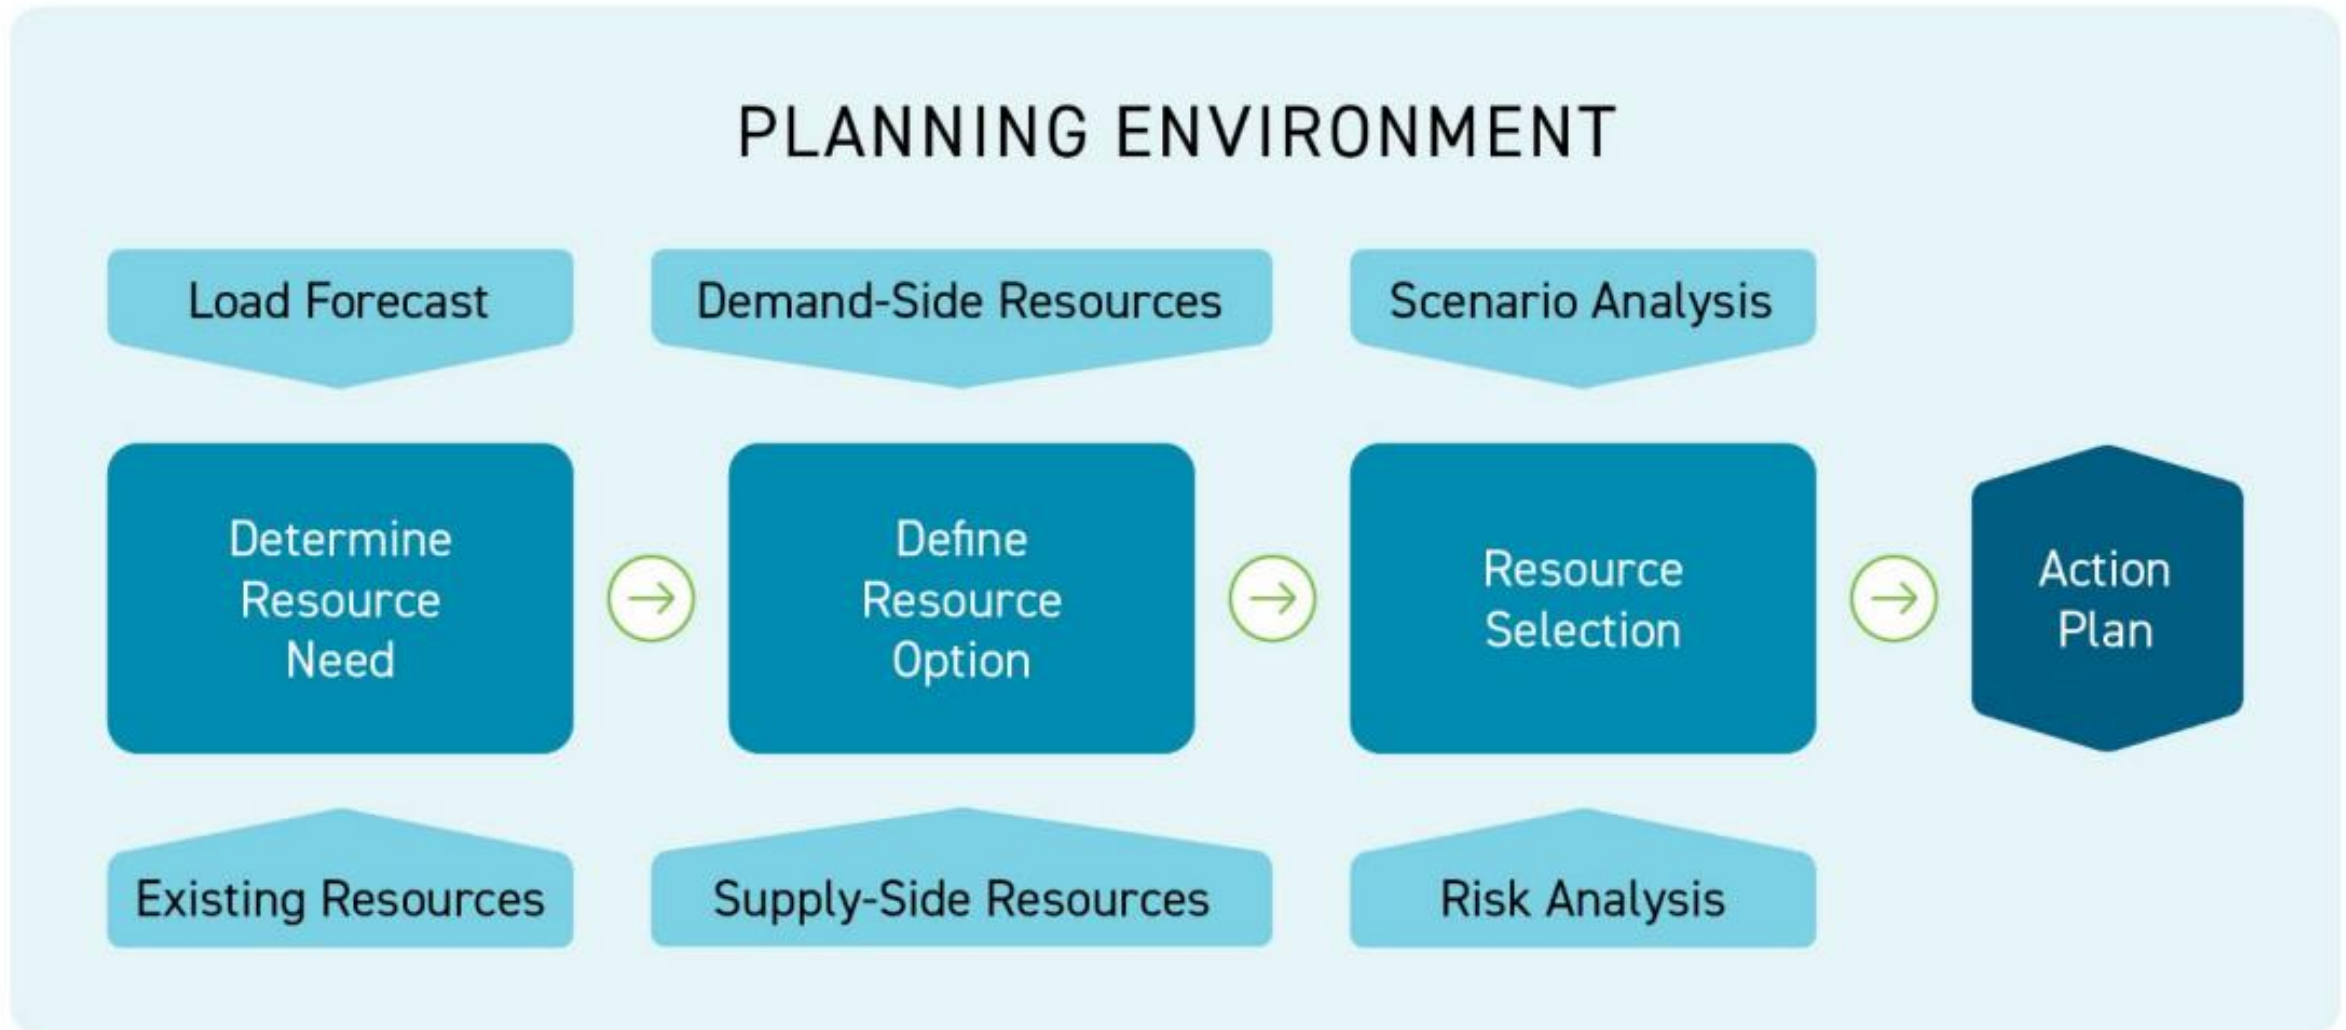 PLANNING ENVIRONMENT
Load Forecast
Demand-Side Resources
Scenario Analysis
Determine
Resource
Need
Define
Resource
Option
Resource
Selection
Action
Plan
Existing Resources
Supply-Side Resources
Risk Analysis